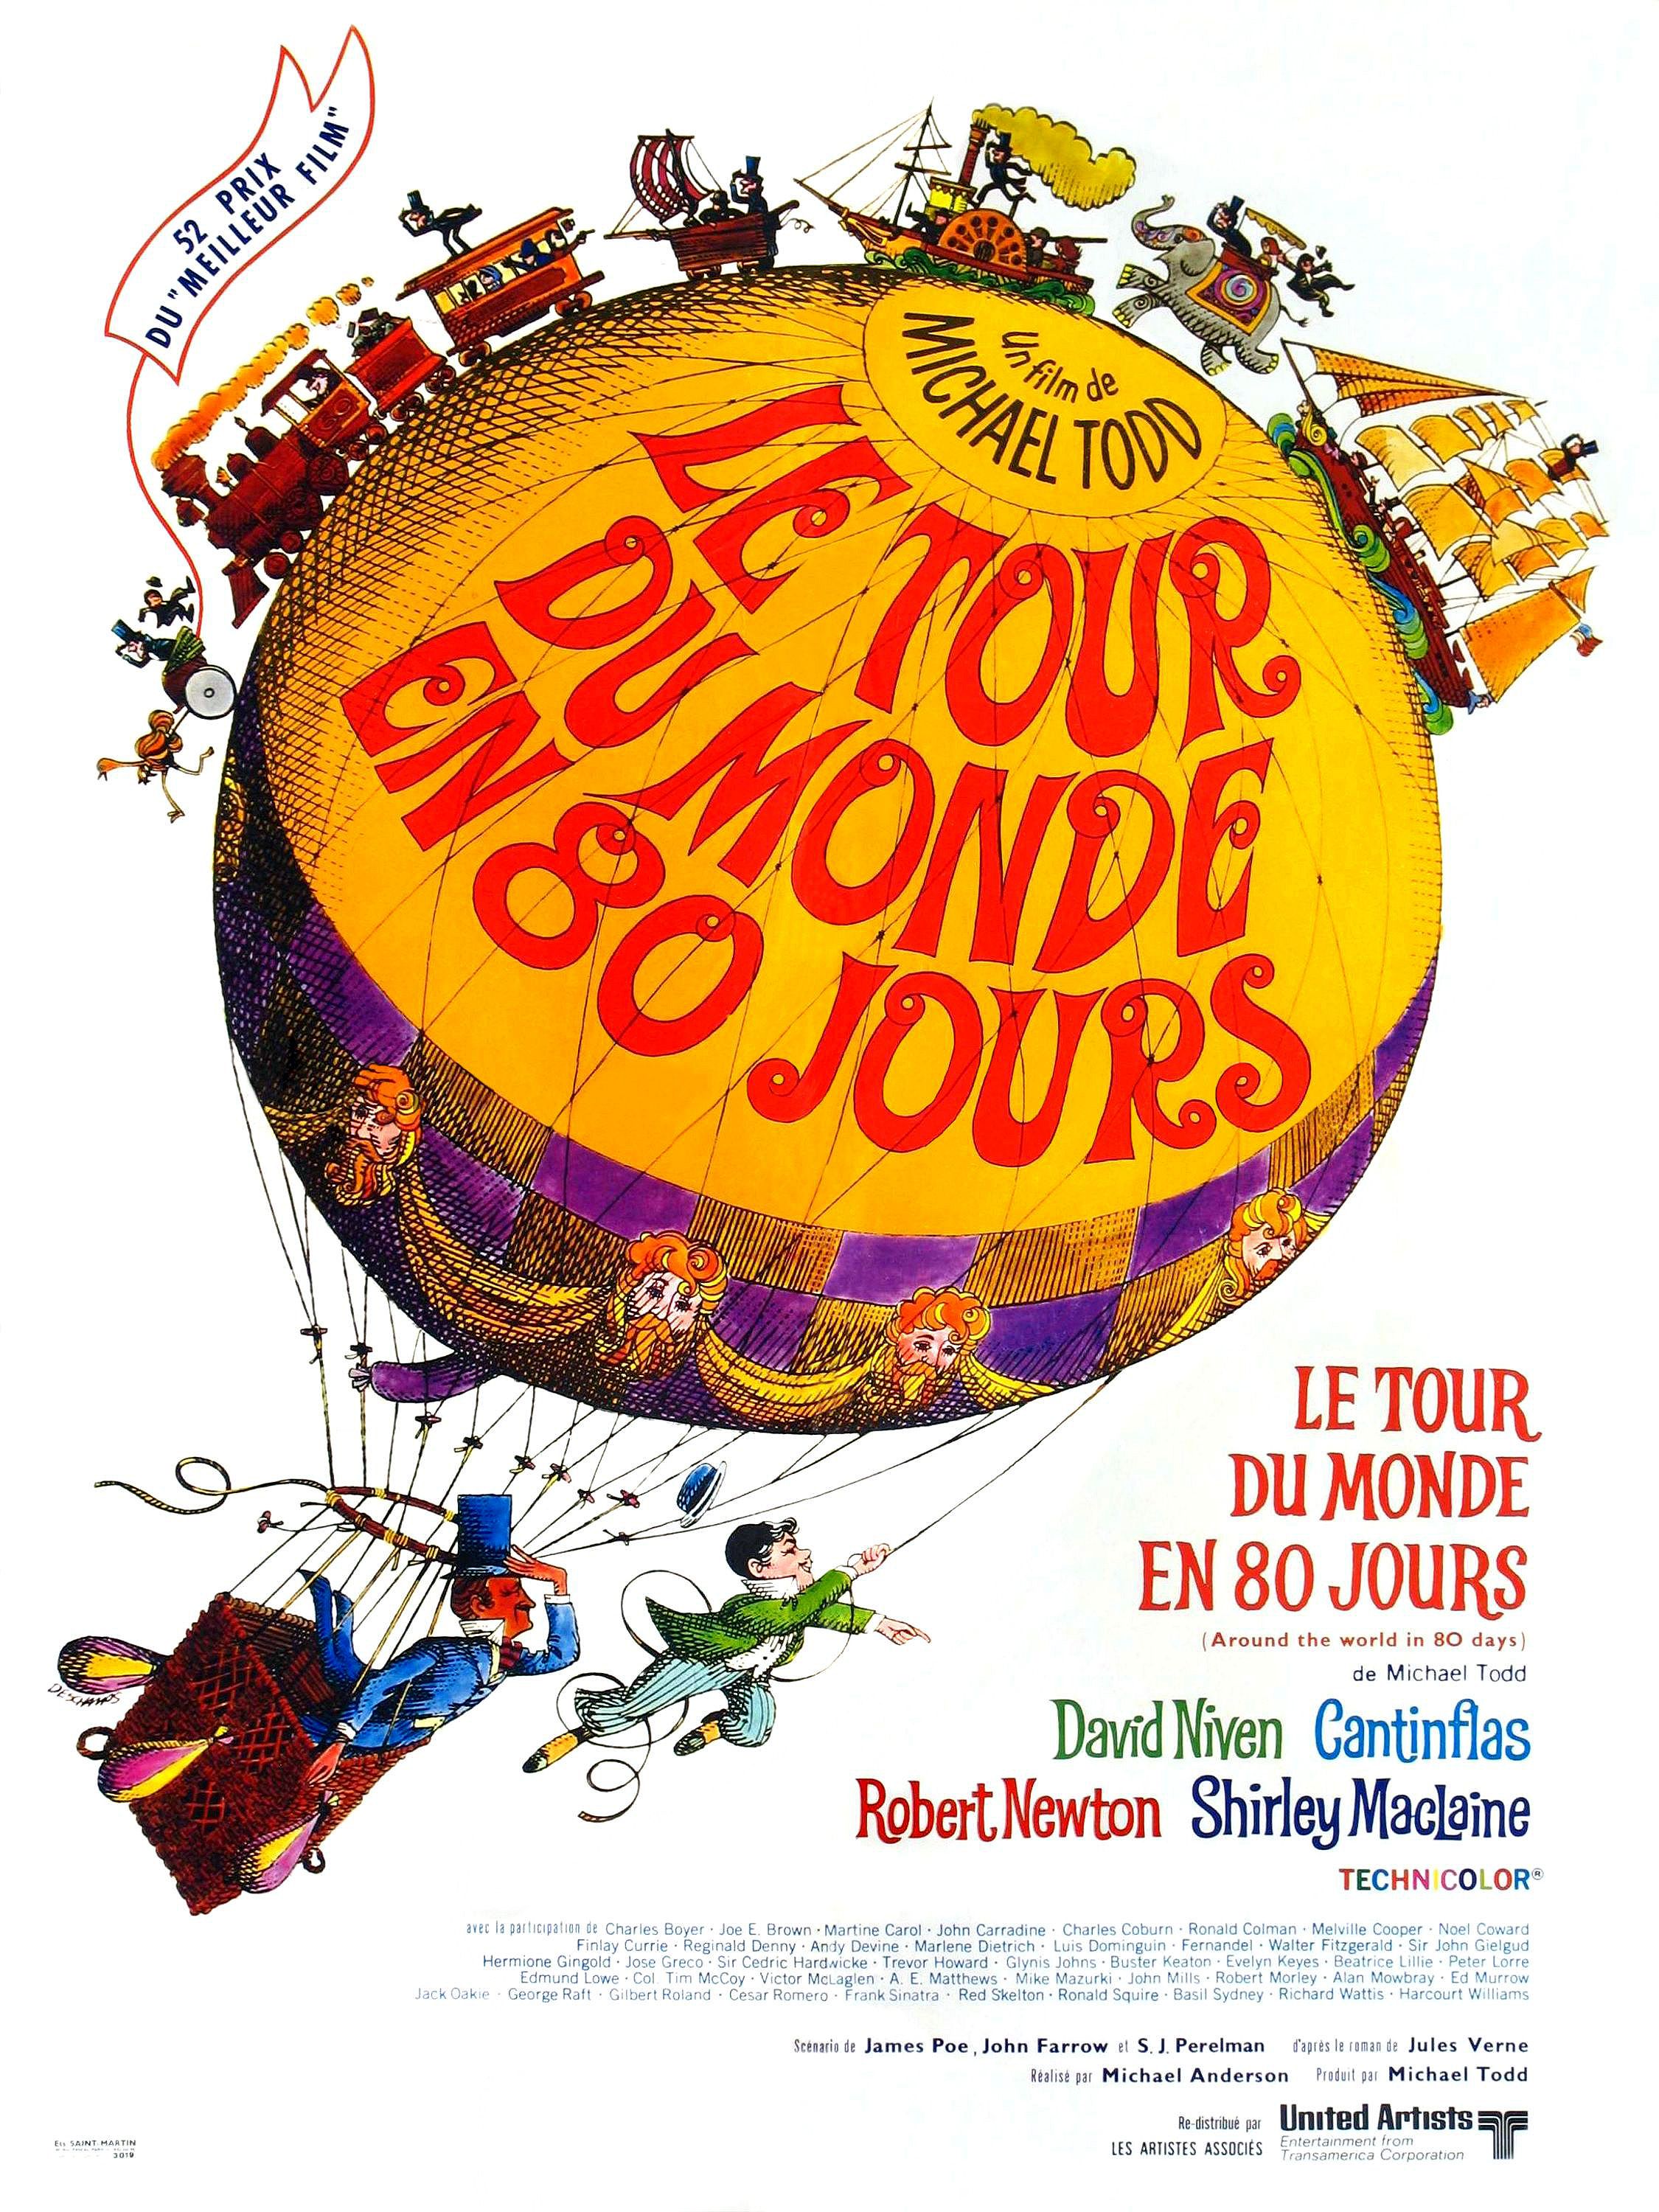 52 PRIX
DU "MEILLEUR FILM"
Un film de
MICHAEL TODD
LE TOUR
DU MONDE
EN 80 JOURS
LE TOUR
DU MONDE
EN 80 JOURS
(Around the world in 80 days)
de Michael Todd
David Niven Cantinflas
Robert Newton Shirley MacLaine
TECHNICOLOR®
avec la participation de Charles Boyer · Joe E. Brown · Martine Carol · John Carradine · Charles Coburn · Ronald Colman · Melville Cooper · Noel Coward
Finlay Currie · Reginald Denny · Andy Devine · Marlene Dietrich · Luis Dominguin · Fernandel · Walter Fitzgerald · Sir John Gielgud
Hermione Gingold · Jose Greco · Sir Cedric Hardwicke · Trevor Howard · Glynis Johns · Buster Keaton · Evelyn Keyes · Beatrice Lillie · Peter Lorre
Edmund Lowe · Col. Tim McCoy · Victor McLaglen · A. E. Matthews · Mike Mazurki · John Mills · Robert Morley · Alan Mowbray · Ed Murrow
Jack Oakie · George Raft · Gilbert Roland · Cesar Romero · Frank Sinatra · Red Skelton · Ronald Squire · Basil Sydney · Richard Wattis · Harcourt Williams
Scénario de James Poe, John Farrow et S. J. Perelman d'après le roman de Jules Verne
Réalisé par Michael Anderson Produit par Michael Todd
Re-distribué par
LES ARTISTES ASSOCIÉS
United Artists
Entertainment from
Transamerica Corporation
DESCHAMPS
Ets SAINT-MARTIN
3019